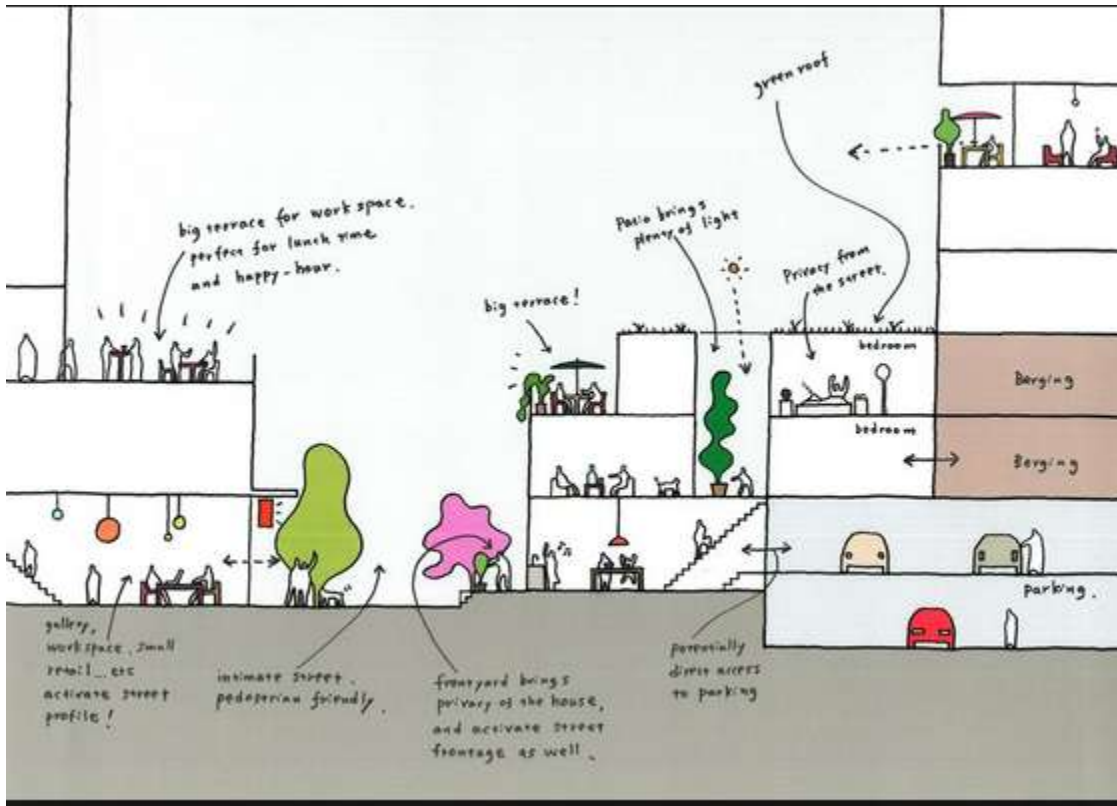 green roof
big terrace for work space.
perfect for lunch time
and happy-hour.
Patio brings
plenty of light
Privacy from
the street.
big terrace!
bedroom
Berging
bedroom
Berging
parking.
gallery,
workspace, small
retail...etc
activate street
profile!
intimate street.
pedestrian friendly.
frontyard brings
privacy of the house,
and activate street
frontage as well.
potentially
direct access
to parking